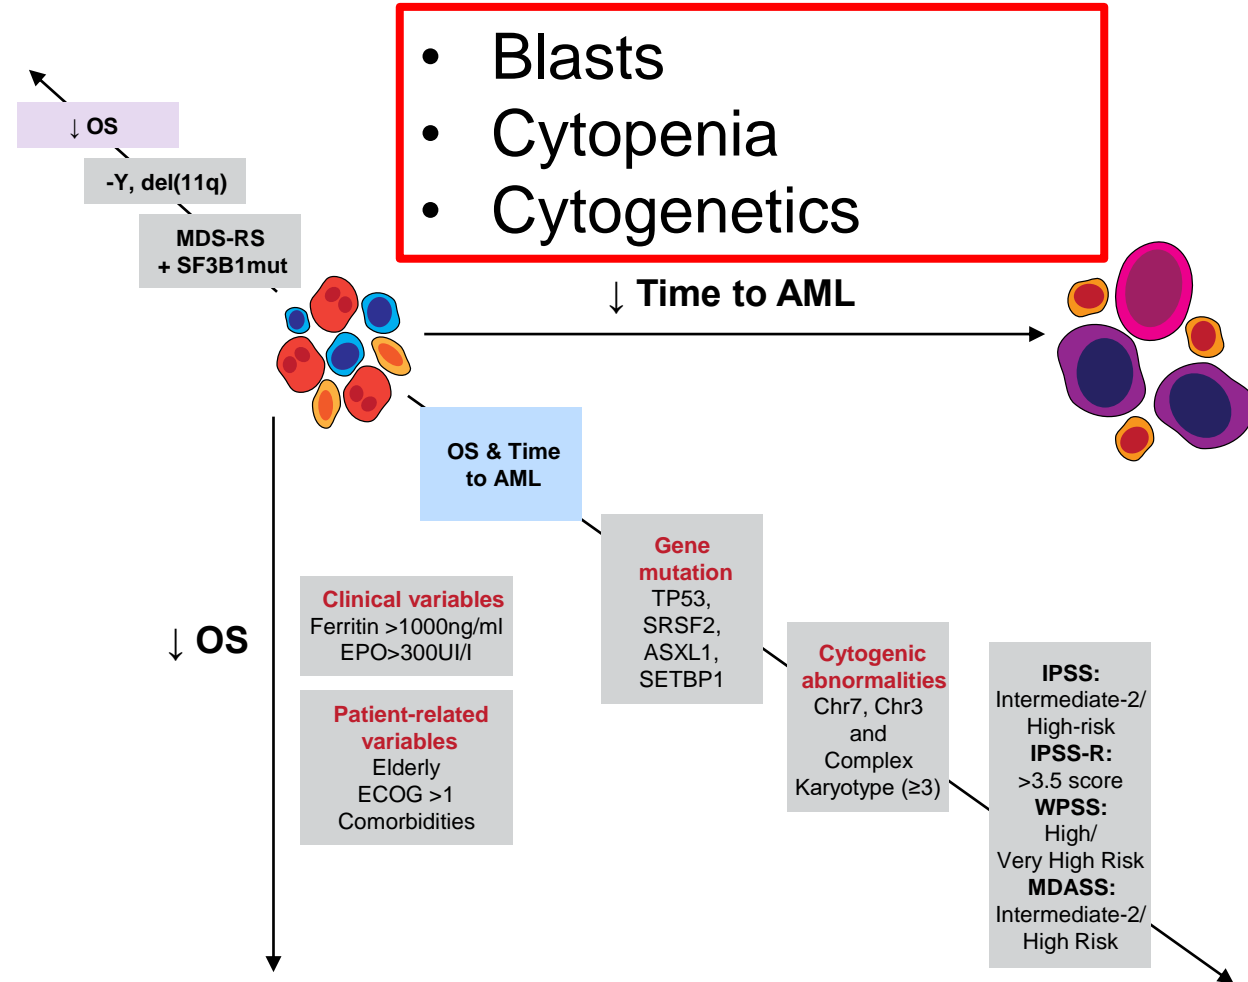 • Blasts
• Cytopenia
• Cytogenetics
↓ OS
-Y, del(11q)
MDS-RS
+ SF3B1mut
↓ Time to AML
OS & Time
to AML
↓ OS
Clinical variables
Ferritin >1000ng/ml
EPO>300UI/l
Patient-related
variables
Elderly
ECOG >1
Comorbidities
Gene
mutation
TP53,
SRSF2,
ASXL1,
SETBP1
Cytogenic
abnormalities
Chr7, Chr3
and
Complex
Karyotype (≥3)
IPSS:
Intermediate-2/
High-risk
IPSS-R:
>3.5 score
WPSS:
High/
Very High Risk
MDASS:
Intermediate-2/
High Risk